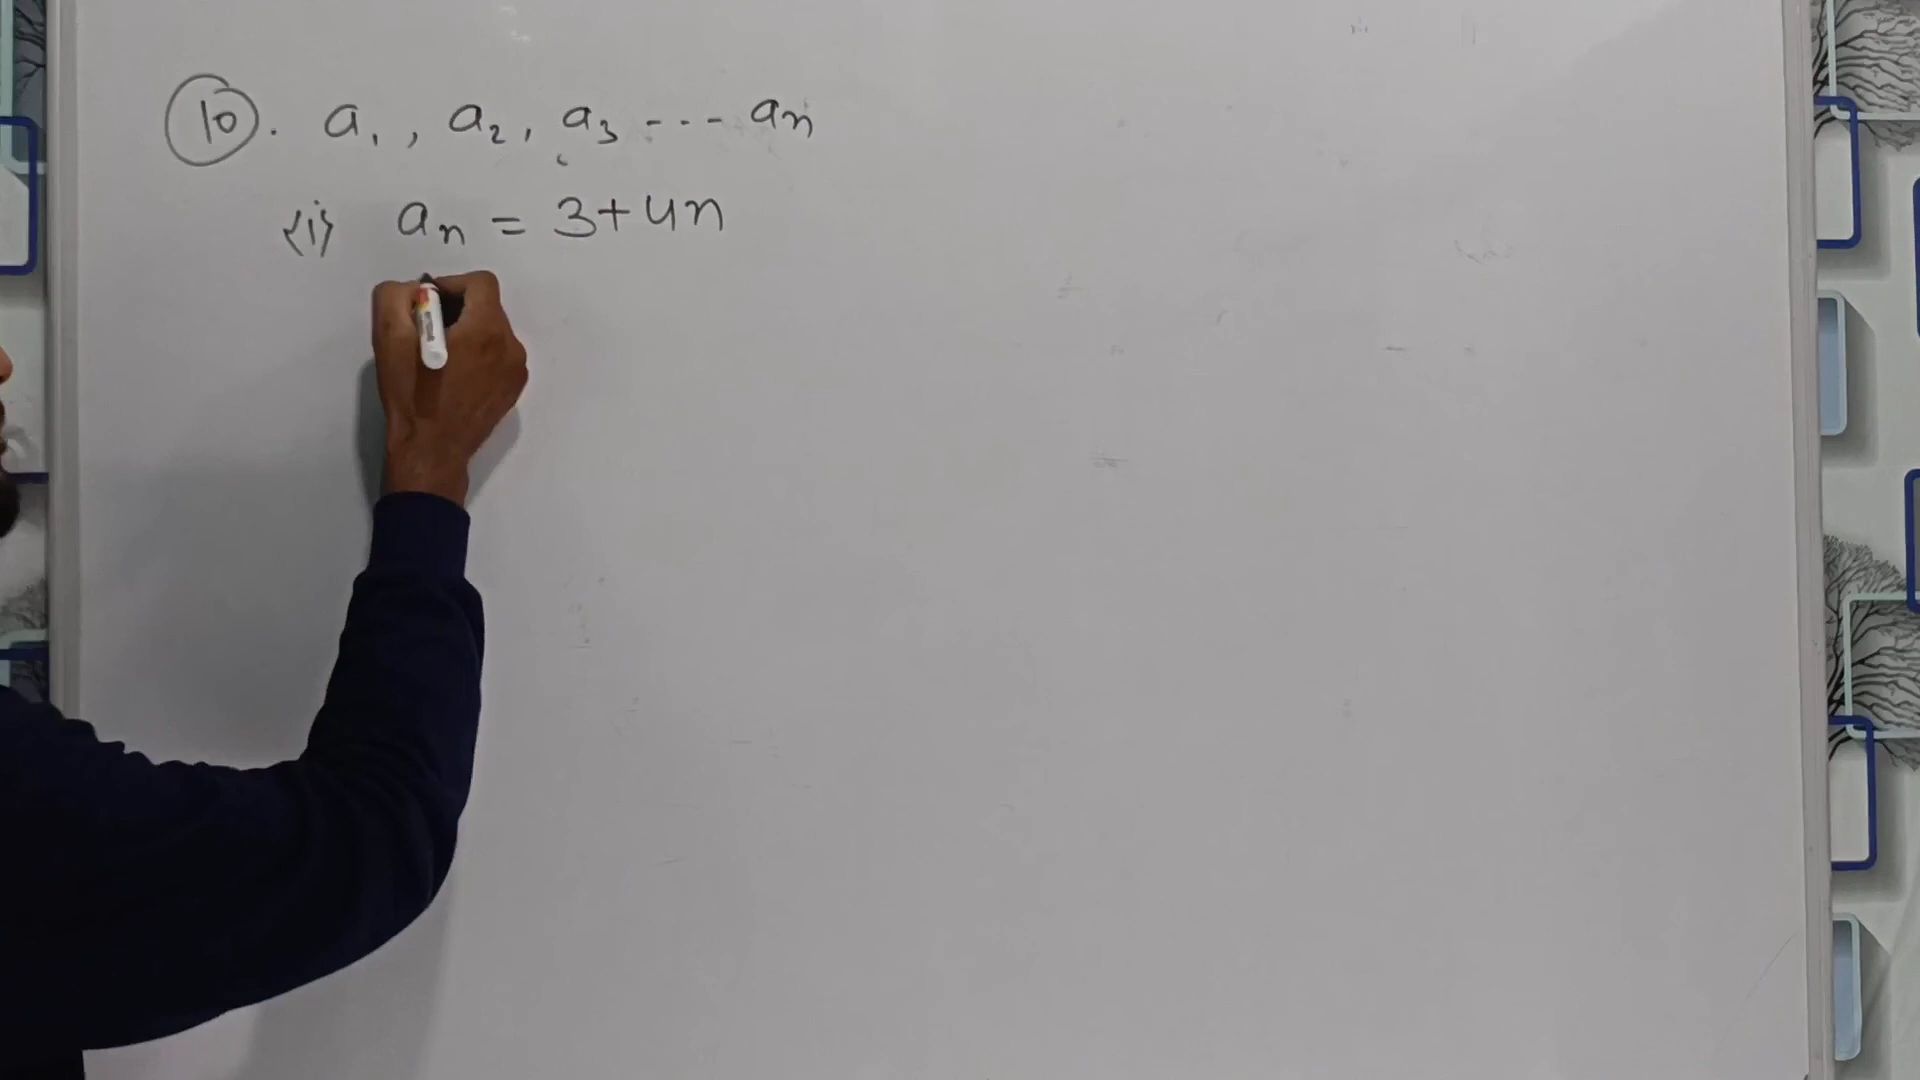 10. a₁, a₂, a₃ --- aₙ
(i) aₙ = 3+4n